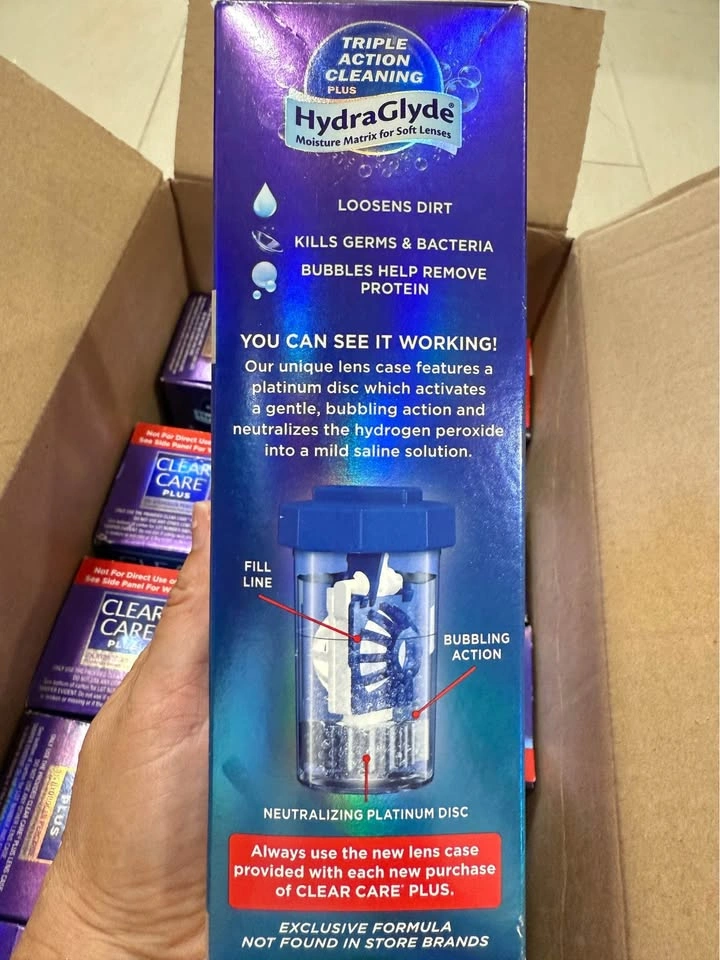 TRIPLE
ACTION
CLEANING
PLUS
HydraGlyde®
Moisture Matrix for Soft Lenses
LOOSENS DIRT
KILLS GERMS & BACTERIA
BUBBLES HELP REMOVE
PROTEIN
YOU CAN SEE IT WORKING!
Our unique lens case features a
platinum disc which activates
a gentle, bubbling action and
neutralizes the hydrogen peroxide
into a mild saline solution.
FILL
LINE
BUBBLING
ACTION
NEUTRALIZING PLATINUM DISC
Always use the new lens case
provided with each new purchase
of CLEAR CARE® PLUS.
EXCLUSIVE FORMULA
NOT FOUND IN STORE BRANDS
Not For Direct Use
See Side Panel For
CLEAR
CARE
PLUS
Not For Direct Use
See Side Panel For
CLEAR
CARE
PLUS